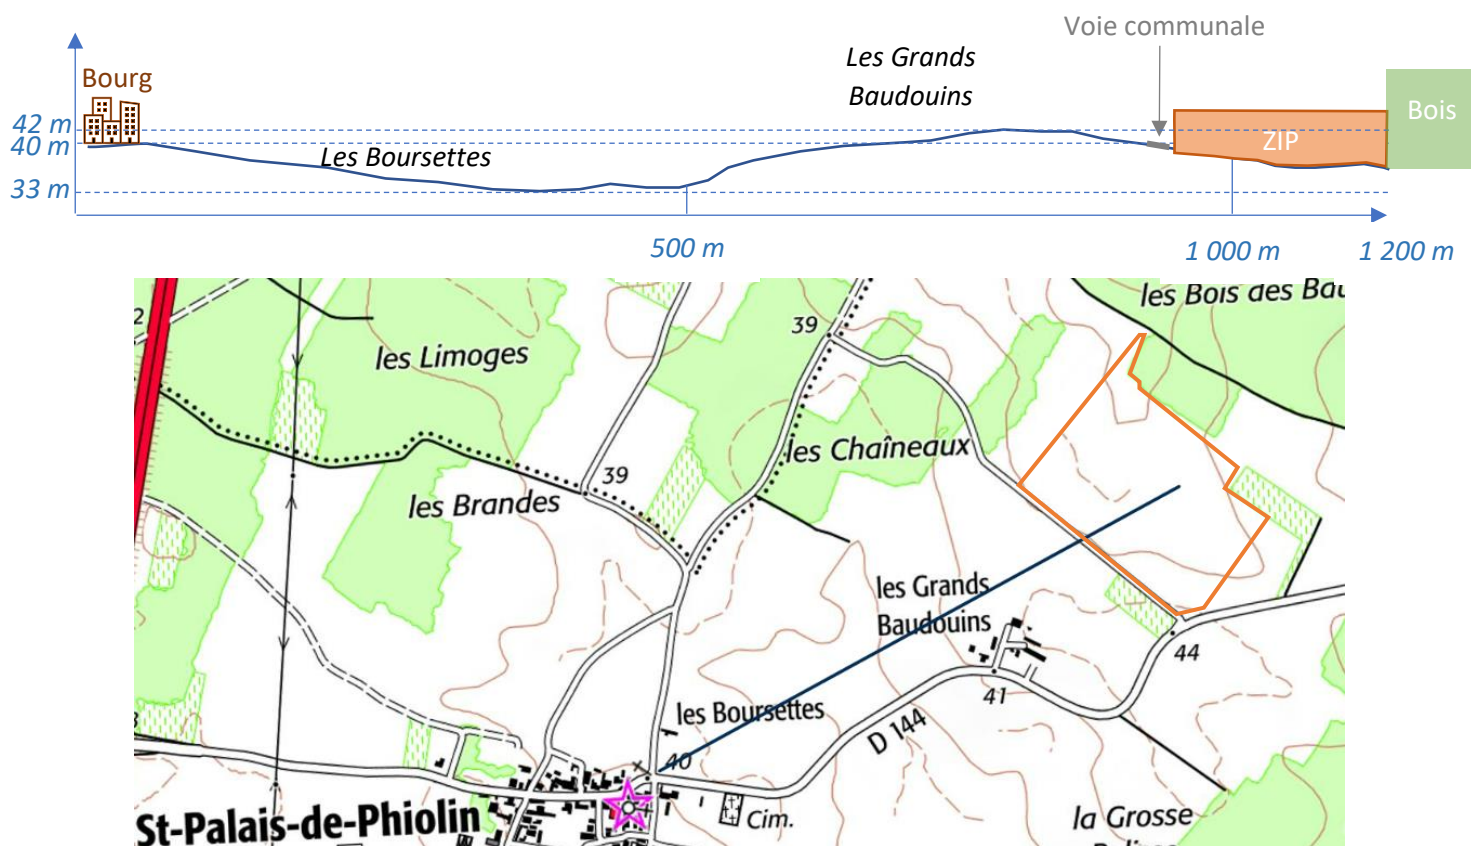 Voie communale
Les Grands
Baudouins
Bourg
Bois
42 m
40 m
ZIP
Les Boursettes
33 m
500 m
1 000 m
1 200 m
les Bois des Bau
2
39
les Limoges
les Chaîneaux
39
les Brandes
les Grands
Baudouins
44
41
les Boursettes
D 144
40
Cim.
la Grosse
St-Palais-de-Phiolin